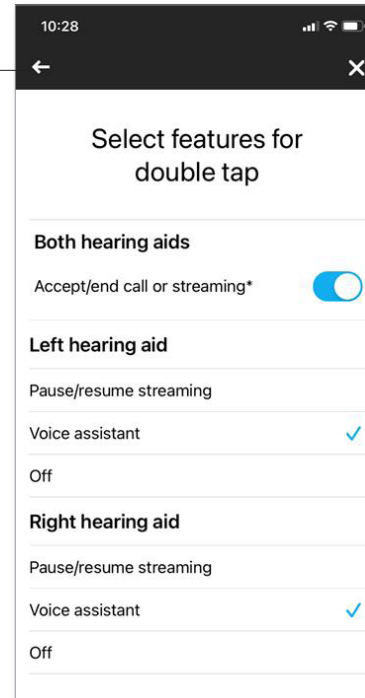 10:28
Select features for
double tap
Both hearing aids
Accept/end call or streaming*
Left hearing aid
Pause/resume streaming
Voice assistant
Off
Right hearing aid
Pause/resume streaming
Voice assistant
Off